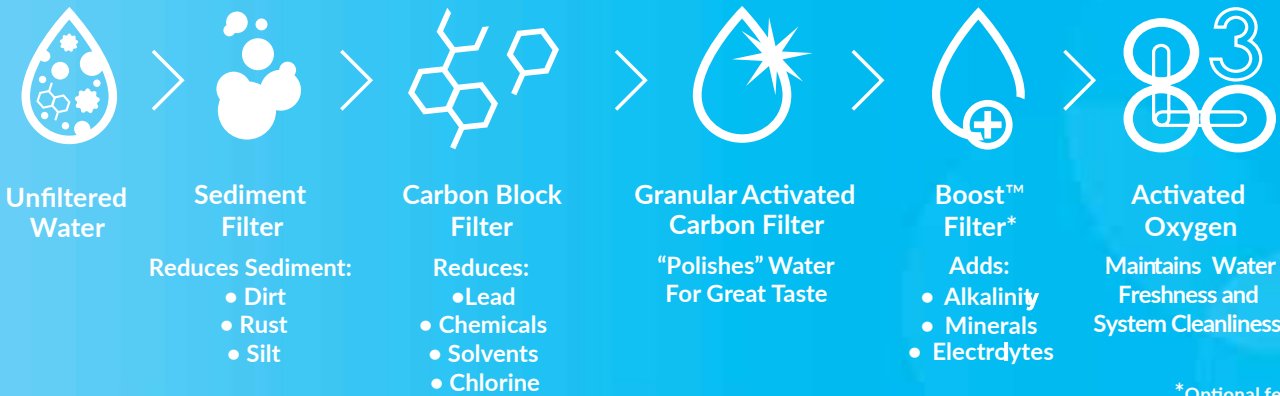 3
Unfiltered
Water
Sediment
Filter
Reduces Sediment:
• Dirt
• Rust
• Silt
Carbon Block
Filter
Reduces:
•Lead
• Chemicals
• Solvents
• Chlorine
Granular Activated
Carbon Filter
“Polishes” Water
For Great Taste
Boost™
Filter*
Adds:
• Alkalinity
• Minerals
• Electrolytes
Activated
Oxygen
Maintains Water
Freshness and
System Cleanliness
*Optional